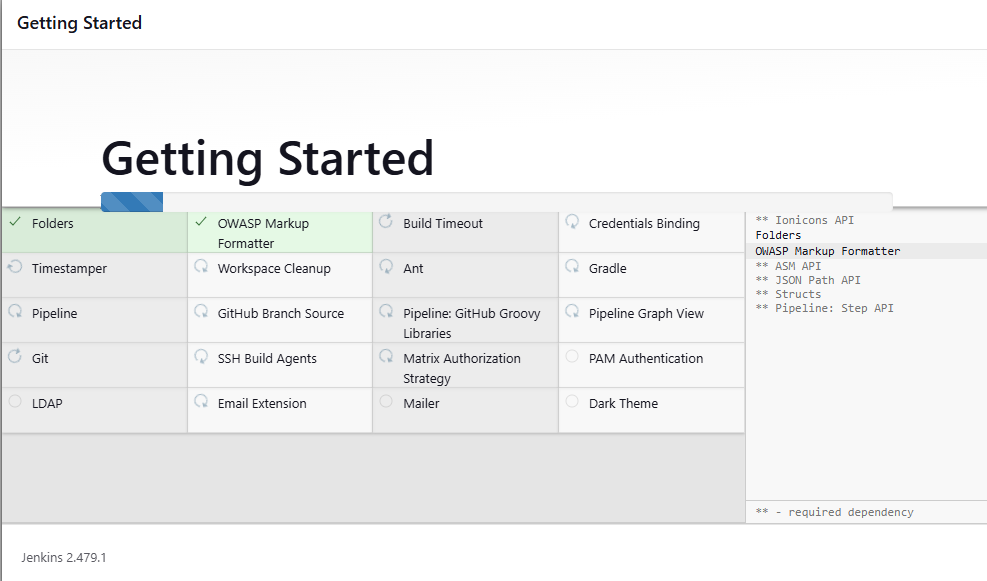 Getting Started
Getting Started
Folders
OWASP Markup
Formatter
Build Timeout
Credentials Binding
Timestamper
Workspace Cleanup
Ant
Gradle
Pipeline
GitHub Branch Source
Pipeline: GitHub Groovy
Libraries
Pipeline Graph View
Git
SSH Build Agents
Matrix Authorization
Strategy
PAM Authentication
LDAP
Email Extension
Mailer
Dark Theme
** Ionicons API
Folders
OWASP Markup Formatter
** ASM API
** JSON Path API
** Structs
** Pipeline: Step API
** - required dependency
Jenkins 2.479.1